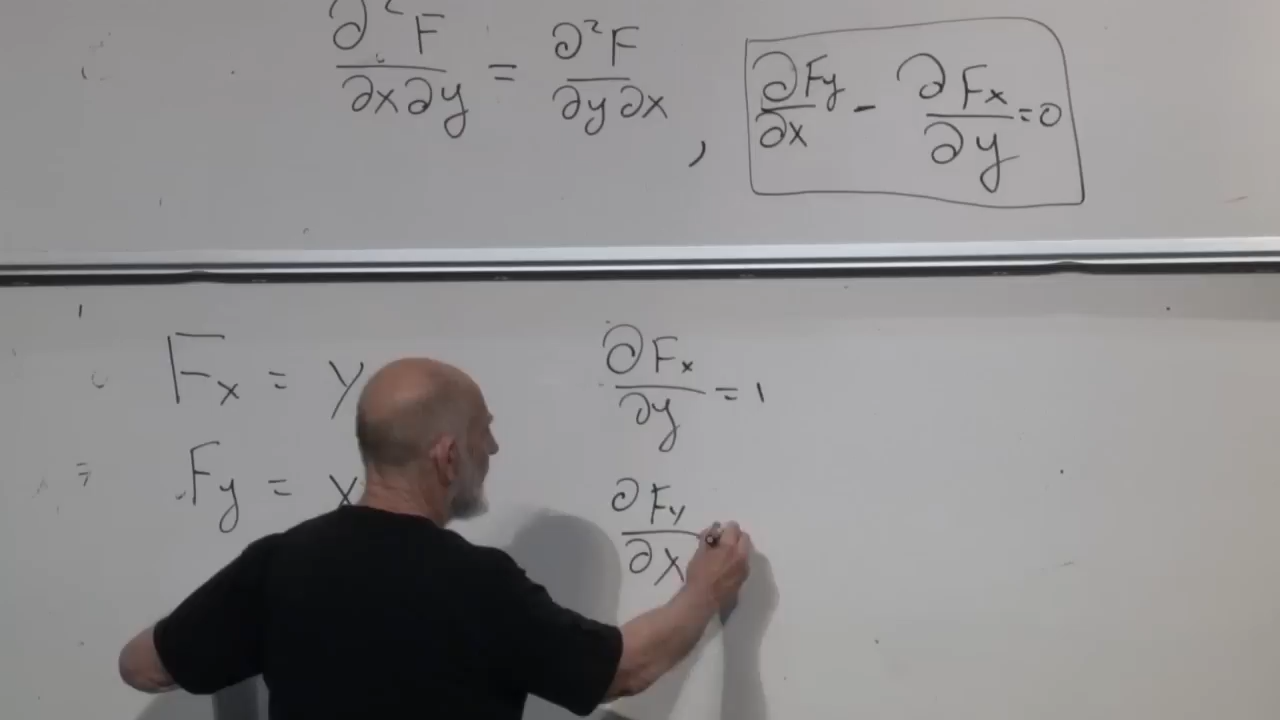 ∂²F/∂x∂y = ∂²F/∂y∂x , ∂Fy/∂x - ∂Fx/∂y = 0
Fx = y
∂Fx/∂y = 1
Fy = x
∂Fy/∂x